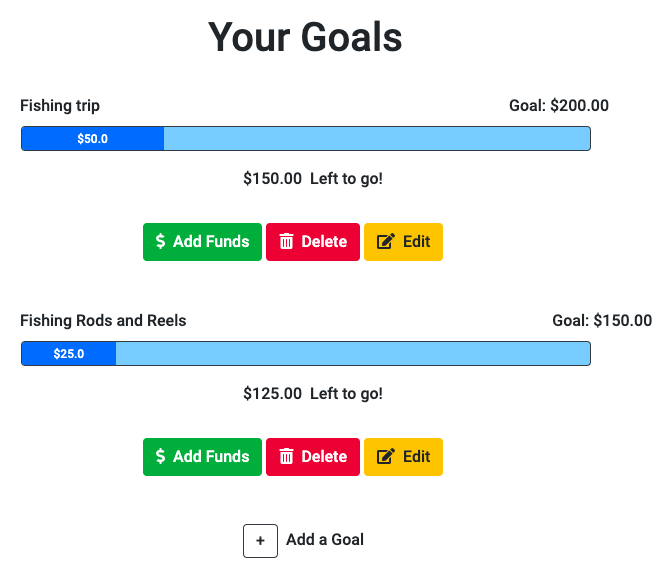 Your Goals
Fishing trip Goal: $200.00
$50.0
$150.00 Left to go!
$ Add Funds Delete Edit
Fishing Rods and Reels Goal: $150.00
$25.0
$125.00 Left to go!
$ Add Funds Delete Edit
+ Add a Goal